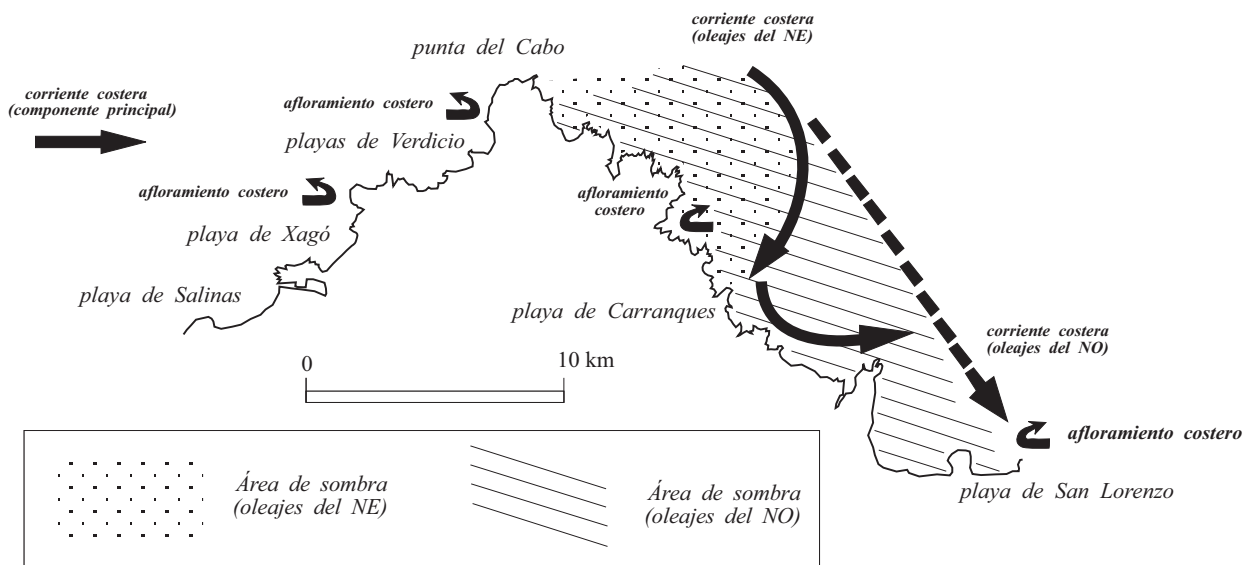 corriente costera
(oleajes del NE)
punta del Cabo
corriente costera
(componente principal)
afloramiento costero
playas de Verdicio
afloramiento costero
afloramiento
costero
playa de Xagó
playa de Salinas
playa de Carranques
corriente costera
(oleajes del NO)
0
10 km
afloramiento costero
playa de San Lorenzo
Área de sombra
(oleajes del NE)
Área de sombra
(oleajes del NO)